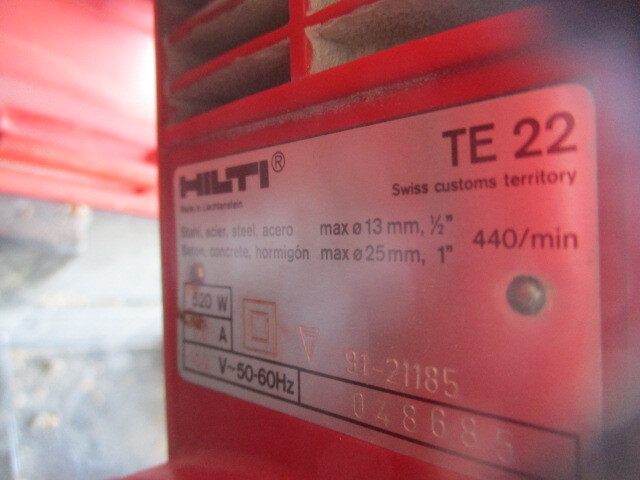 HILTI®
TE 22
Made in Liechtenstein
Swiss customs territory
Stahl, acier, steel, acero max ø 13 mm, ½"
Beton, concrete, hormigón max ø 25 mm, 1"
440/min
520 W
A
V~50-60Hz
91-21185
048685